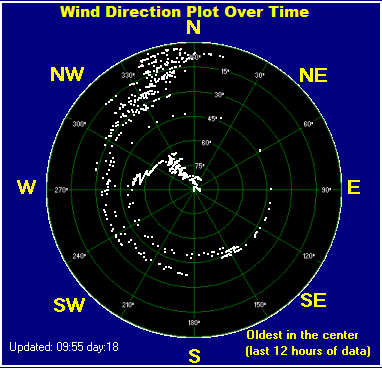 Wind Direction Plot Over Time
N
NW
NE
330°
15°
30°
300°
45°
60°
60°
75°
W
270°
90°
E
240°
120°
210°
150°
SW
SE
180°
S
Oldest in the center
(last 12 hours of data)
Updated: 09:55 day:18